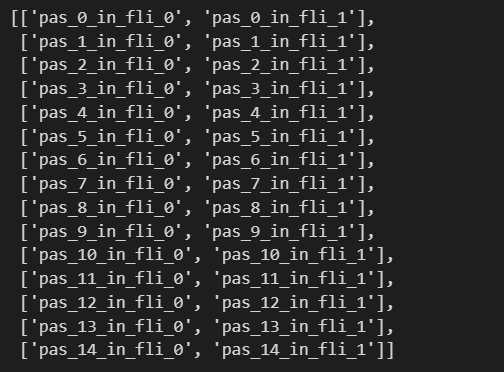 [['pas_0_in_fli_0', 'pas_0_in_fli_1'],
['pas_1_in_fli_0', 'pas_1_in_fli_1'],
['pas_2_in_fli_0', 'pas_2_in_fli_1'],
['pas_3_in_fli_0', 'pas_3_in_fli_1'],
['pas_4_in_fli_0', 'pas_4_in_fli_1'],
['pas_5_in_fli_0', 'pas_5_in_fli_1'],
['pas_6_in_fli_0', 'pas_6_in_fli_1'],
['pas_7_in_fli_0', 'pas_7_in_fli_1'],
['pas_8_in_fli_0', 'pas_8_in_fli_1'],
['pas_9_in_fli_0', 'pas_9_in_fli_1'],
['pas_10_in_fli_0', 'pas_10_in_fli_1'],
['pas_11_in_fli_0', 'pas_11_in_fli_1'],
['pas_12_in_fli_0', 'pas_12_in_fli_1'],
['pas_13_in_fli_0', 'pas_13_in_fli_1'],
['pas_14_in_fli_0', 'pas_14_in_fli_1']]